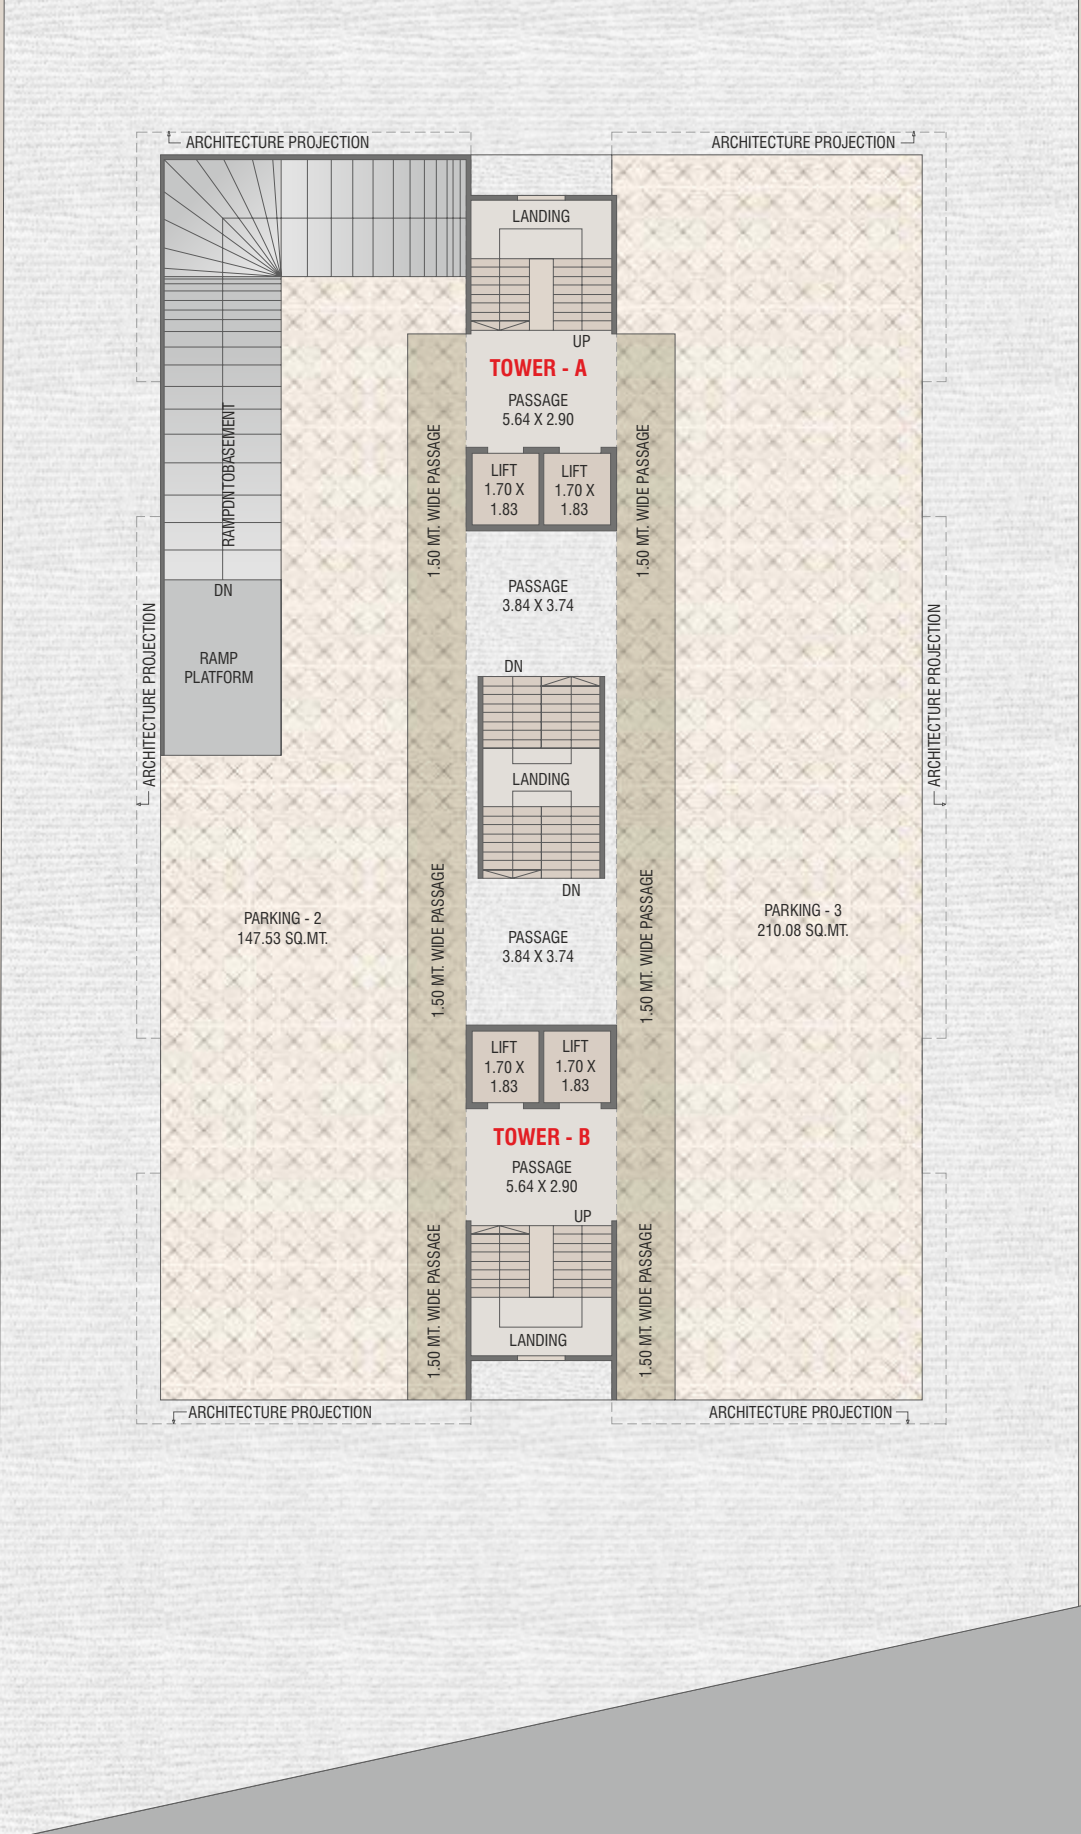 ARCHITECTURE PROJECTION
ARCHITECTURE PROJECTION
LANDING
UP
TOWER - A
PASSAGE
5.64 X 2.90
1.50 MT. WIDE PASSAGE
1.50 MT. WIDE PASSAGE
RAMPDNTOBASEMENT
LIFT
1.70 X
1.83
LIFT
1.70 X
1.83
DN
PASSAGE
3.84 X 3.74
ARCHITECTURE PROJECTION
ARCHITECTURE PROJECTION
RAMP
PLATFORM
DN
LANDING
DN
1.50 MT. WIDE PASSAGE
1.50 MT. WIDE PASSAGE
PARKING - 2
147.53 SQ.MT.
PASSAGE
3.84 X 3.74
PARKING - 3
210.08 SQ.MT.
LIFT
1.70 X
1.83
LIFT
1.70 X
1.83
TOWER - B
PASSAGE
5.64 X 2.90
UP
1.50 MT. WIDE PASSAGE
1.50 MT. WIDE PASSAGE
LANDING
ARCHITECTURE PROJECTION
ARCHITECTURE PROJECTION